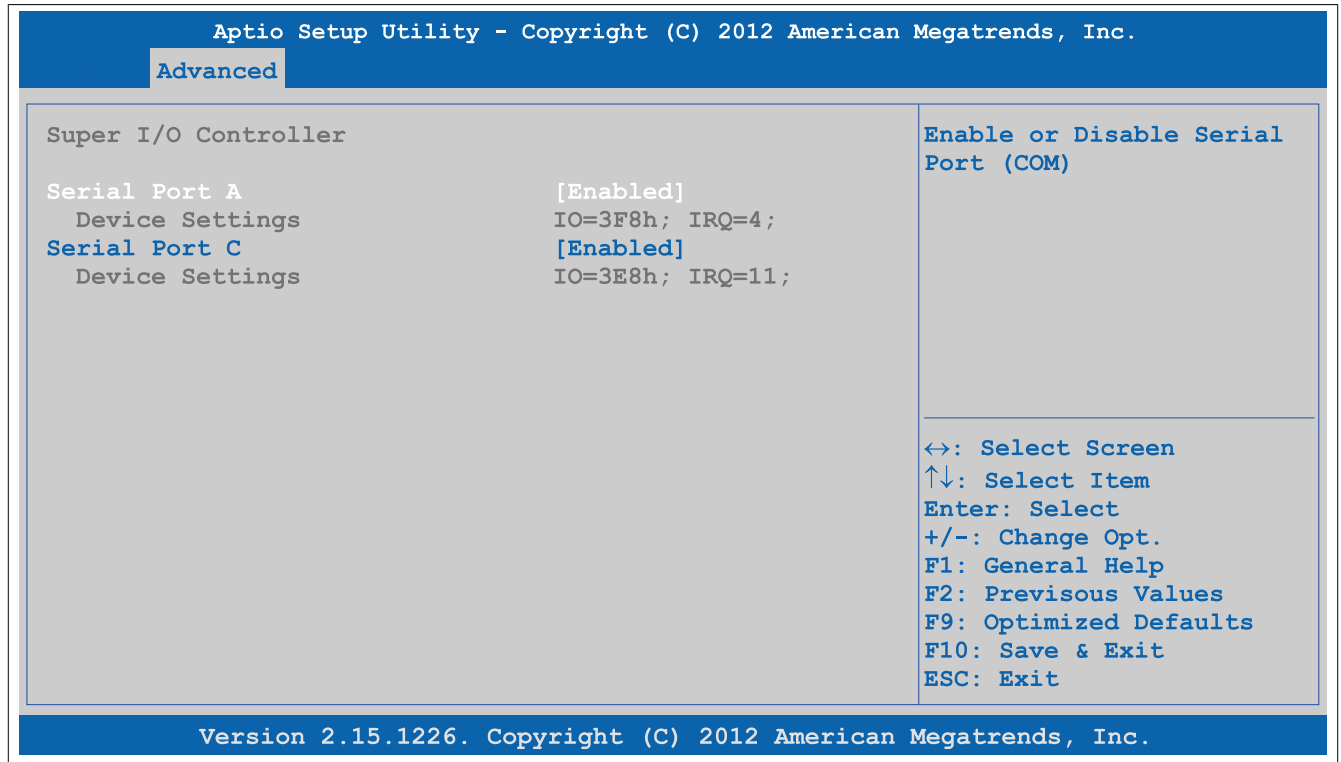 Aptio Setup Utility - Copyright (C) 2012 American Megatrends, Inc.
Advanced
Super I/O Controller
Serial Port A [Enabled]
Device Settings IO=3F8h; IRQ=4;
Serial Port C [Enabled]
Device Settings IO=3E8h; IRQ=11;
Enable or Disable Serial
Port (COM)
↔: Select Screen
↑↓: Select Item
Enter: Select
+/-: Change Opt.
F1: General Help
F2: Previsous Values
F9: Optimized Defaults
F10: Save & Exit
ESC: Exit
Version 2.15.1226. Copyright (C) 2012 American Megatrends, Inc.